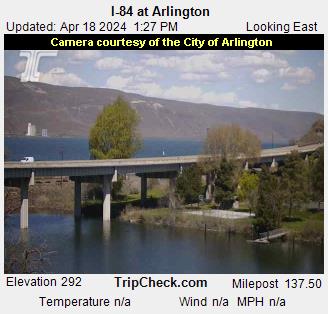 I-84 at Arlington
Updated: Apr 18 2024 1:27 PM Looking East
Camera courtesy of the City of Arlington
Elevation 292 TripCheck.com Milepost 137.50
Temperature n/a Wind n/a MPH n/a